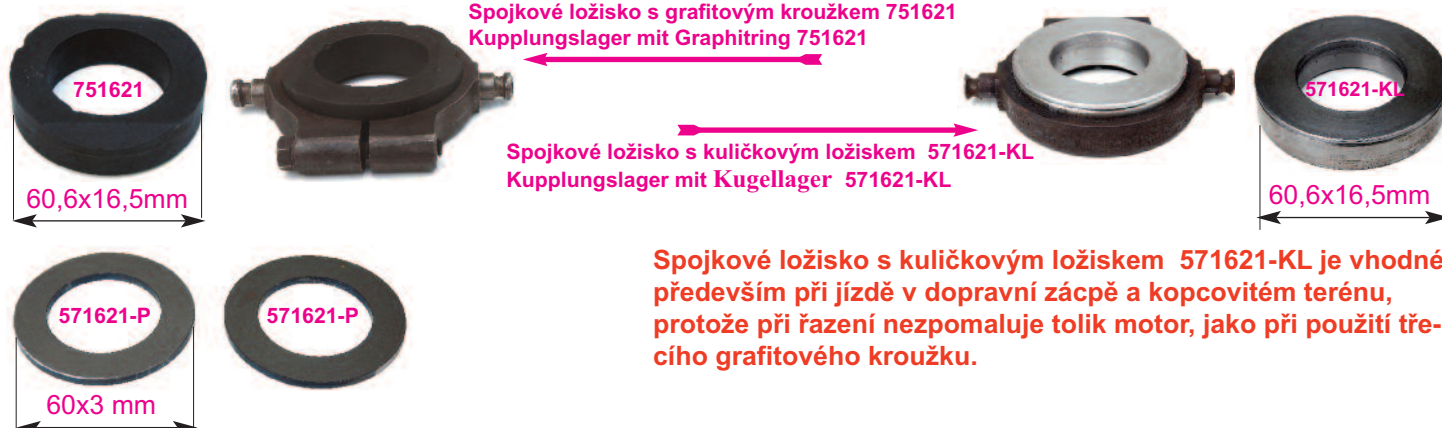 Spojkové ložisko s grafitovým kroužkem 751621
Kupplungslager mit Graphitring 751621
751621
571621-KL
Spojkové ložisko s kuličkovým ložiskem 571621-KL
Kupplungslager mit Kugellager 571621-KL
60,6x16,5mm
60,6x16,5mm
571621-P
571621-P
60x3 mm
Spojkové ložisko s kuličkovým ložiskem 571621-KL je vhodné
především při jízdě v dopravní zácpě a kopcovitém terénu,
protože při řazení nezpomaluje tolik motor, jako při použití tře-
cího grafitového kroužku.